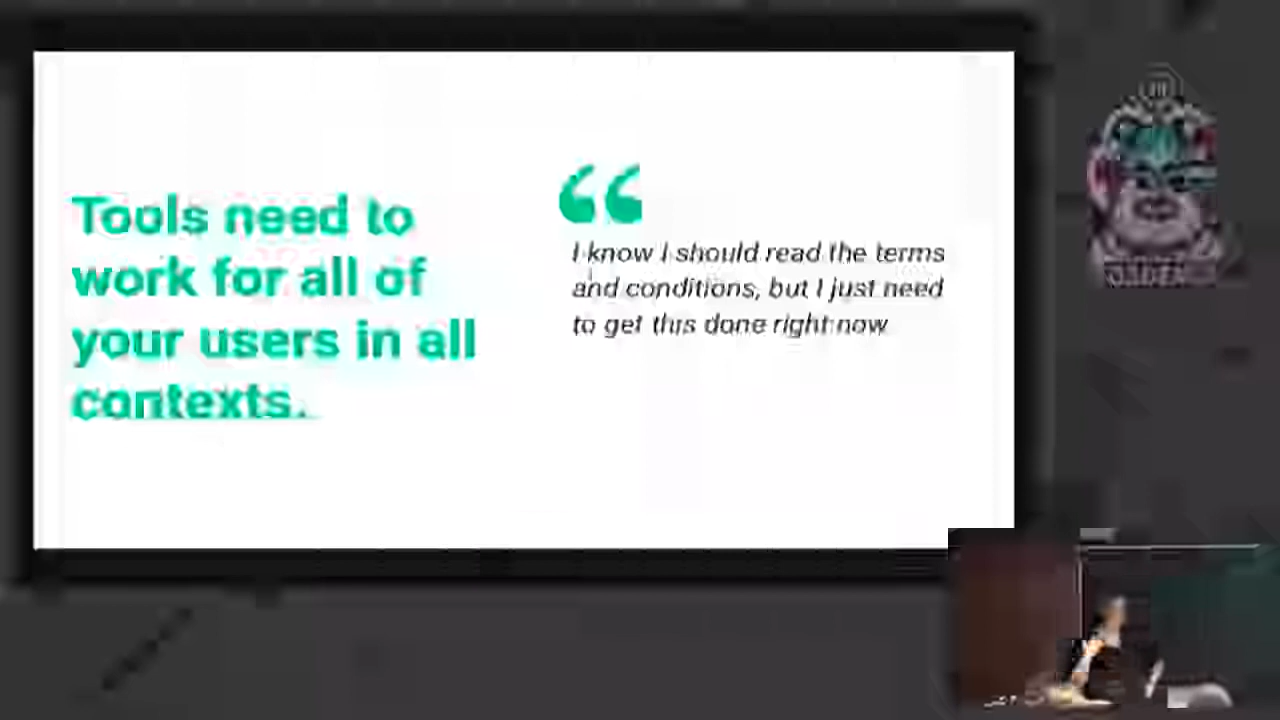 Tools need to
work for all of
your users in all
contexts.
“
I know I should read the terms
and conditions, but I just need
to get this done right now